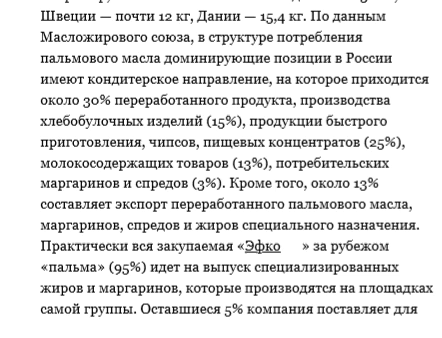 Швеции — почти 12 кг, Дании — 15,4 кг. По данным
Масложирового союза, в структуре потребления
пальмового масла доминирующие позиции в России
имеют кондитерское направление, на которое приходится
около 30% переработанного продукта, производства
хлебобулочных изделий (15%), продукции быстрого
приготовления, чипсов, пищевых концентратов (25%),
молокосодержащих товаров (13%), потребительских
маргаринов и спредов (3%). Кроме того, около 13%
составляет экспорт переработанного пальмового масла,
маргаринов, спредов и жиров специального назначения.
Практически вся закупаемая «Эфко » за рубежом
«пальма» (95%) идет на выпуск специализированных
жиров и маргаринов, которые производятся на площадках
самой группы. Оставшиеся 5% компания поставляет для